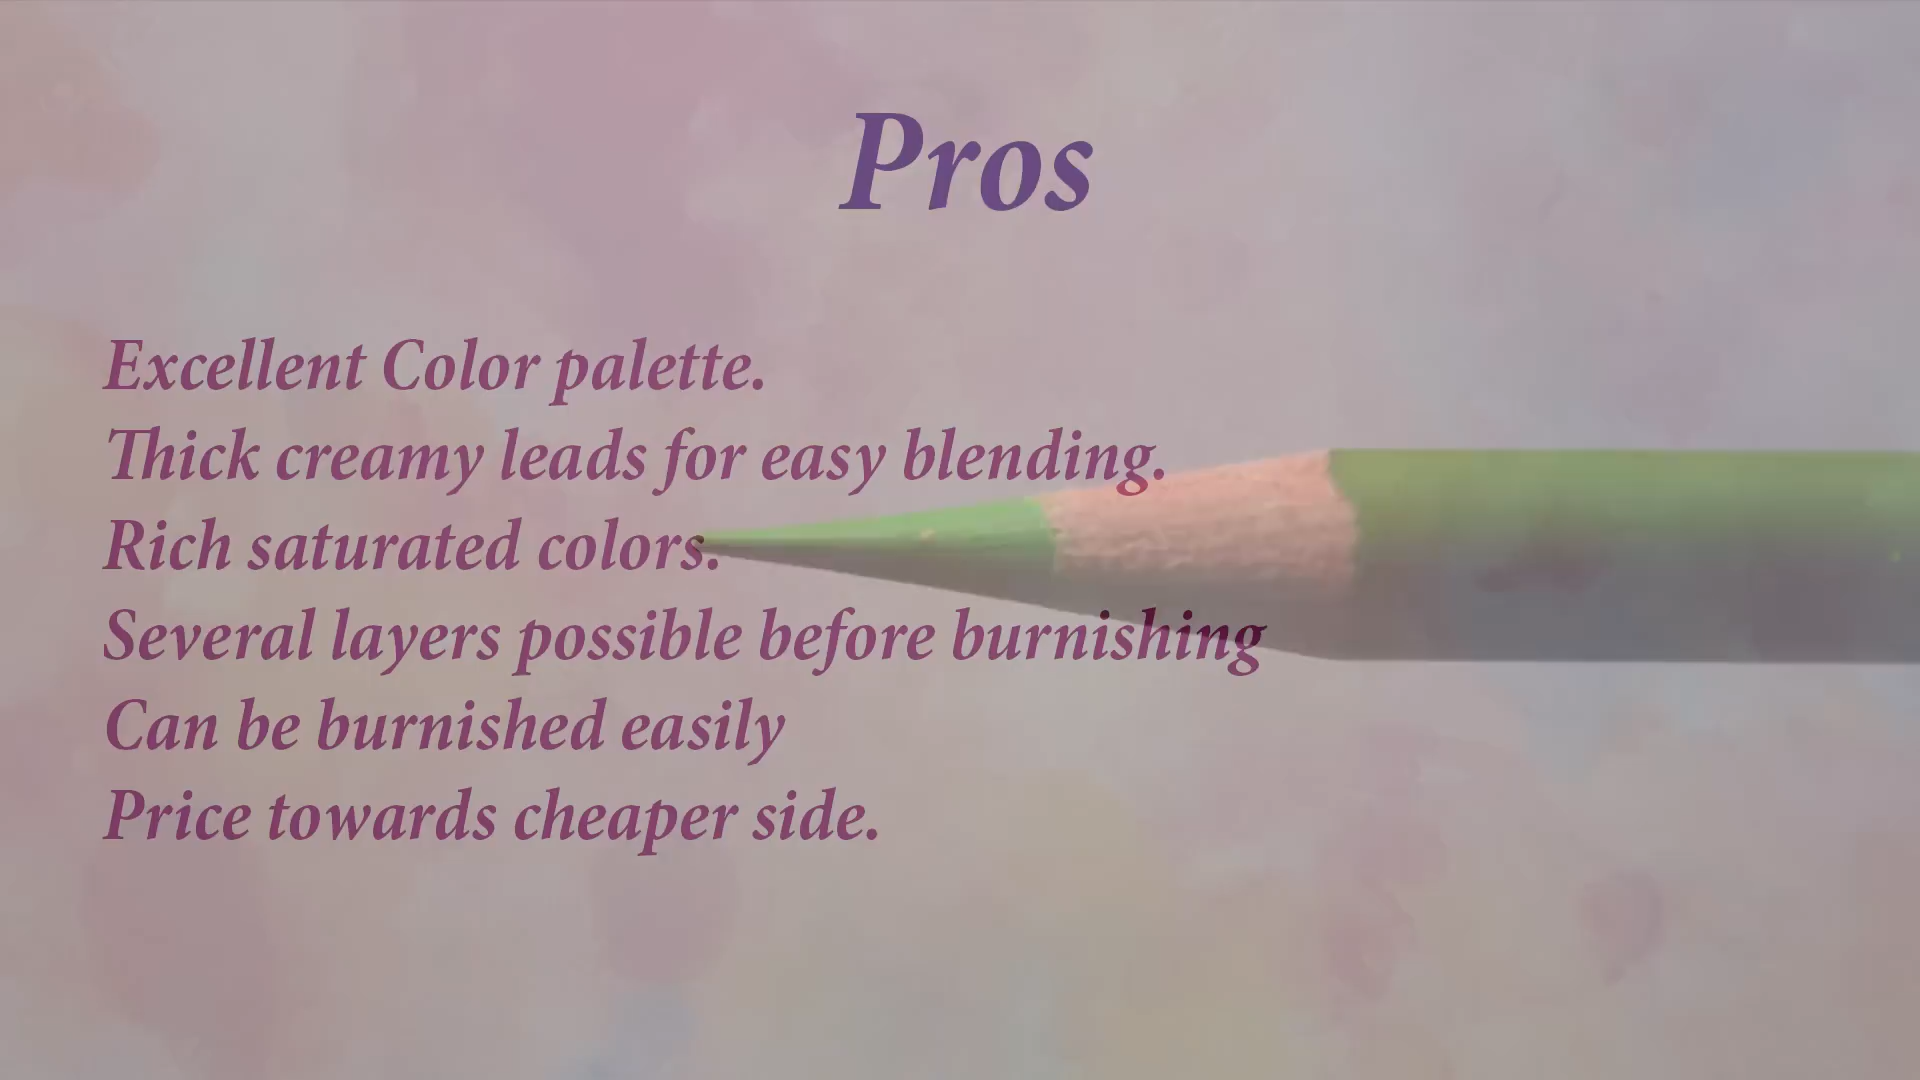 Pros
Excellent Color palette.
Thick creamy leads for easy blending.
Rich saturated colors.
Several layers possible before burnishing
Can be burnished easily
Price towards cheaper side.